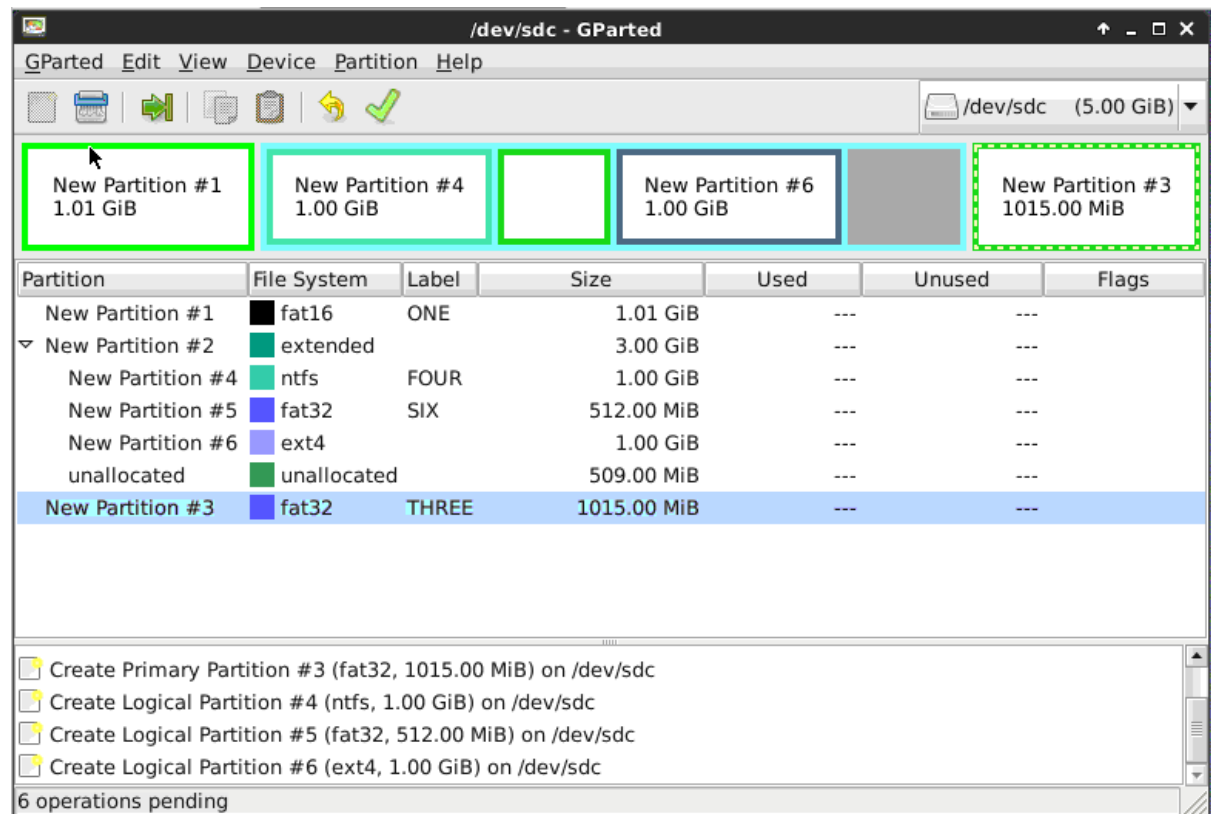 /dev/sdc - GParted
GParted Edit View Device Partition Help
/dev/sdc (5.00 GiB)
New Partition #1
1.01 GiB
New Partition #4
1.00 GiB
New Partition #6
1.00 GiB
New Partition #3
1015.00 MiB
Partition File System Label Size Used Unused Flags
New Partition #1 fat16 ONE 1.01 GiB --- ---
New Partition #2 extended 3.00 GiB --- ---
New Partition #4 ntfs FOUR 1.00 GiB --- ---
New Partition #5 fat32 SIX 512.00 MiB --- ---
New Partition #6 ext4 1.00 GiB --- ---
unallocated unallocated 509.00 MiB --- ---
New Partition #3 fat32 THREE 1015.00 MiB --- ---
Create Primary Partition #3 (fat32, 1015.00 MiB) on /dev/sdc
Create Logical Partition #4 (ntfs, 1.00 GiB) on /dev/sdc
Create Logical Partition #5 (fat32, 512.00 MiB) on /dev/sdc
Create Logical Partition #6 (ext4, 1.00 GiB) on /dev/sdc
6 operations pending